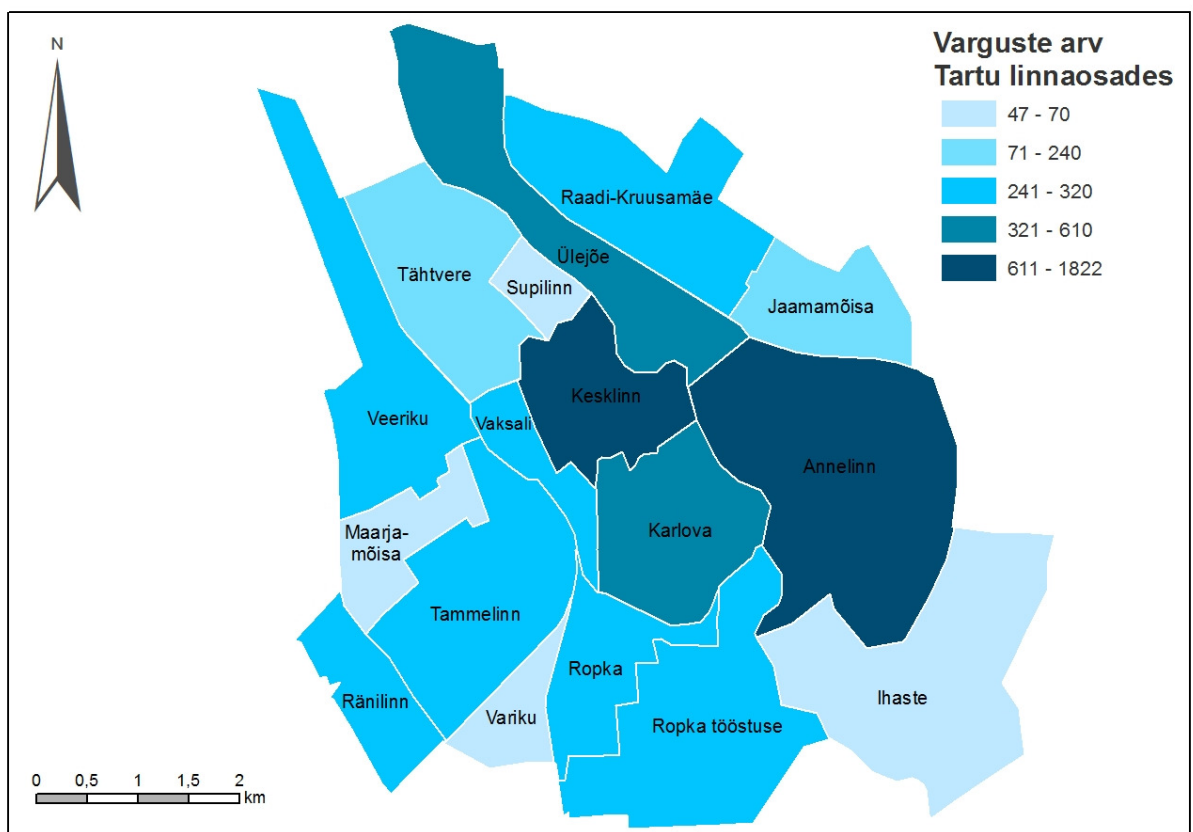 N
Varguste arv
Tartu linnaosades
47 - 70
71 - 240
241 - 320
321 - 610
611 - 1822
Raadi-Kruusamäe
Ülejõe
Tähtvere
Supilinn
Jaamamõisa
Kesklinn
Veeriku
Vaksali
Annelinn
Maarja-
mõisa
Karlova
Tammelinn
Ropka
Ränilinn
Variku
Ropka tööstuse
Ihaste
0 0,5 1 1,5 2
km